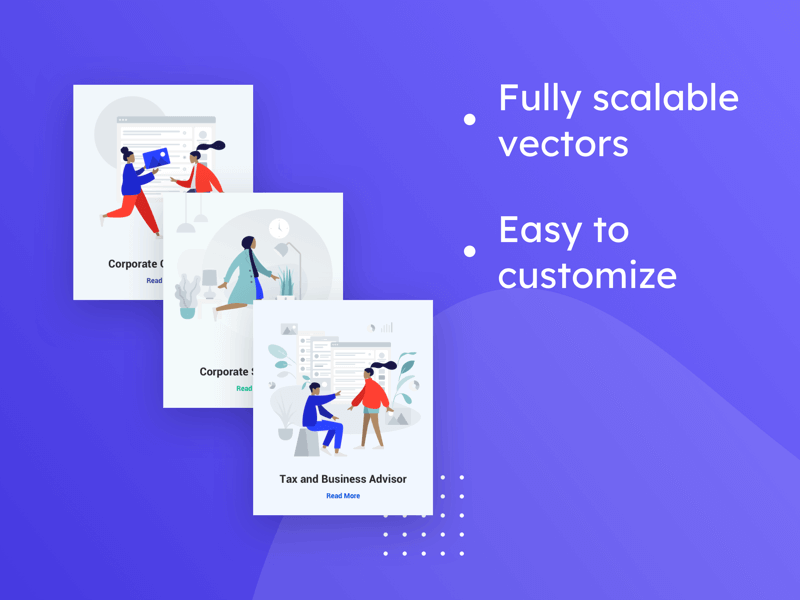 Fully scalable
vectors
Easy to
customize
Corporate
Read
Corporate
Read
Tax and Business Advisor
Read More